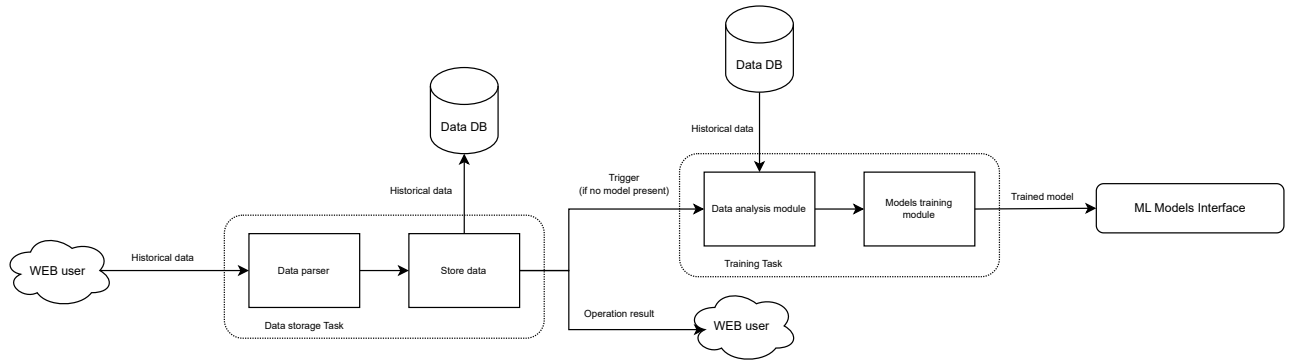 Data DB
Data DB
Historical data
Historical data
Trigger
(if no model present)
Data analysis module
Models training
module
Trained model
ML Models Interface
Training Task
WEB user
Historical data
Data parser
Store data
Data storage Task
Operation result
WEB user